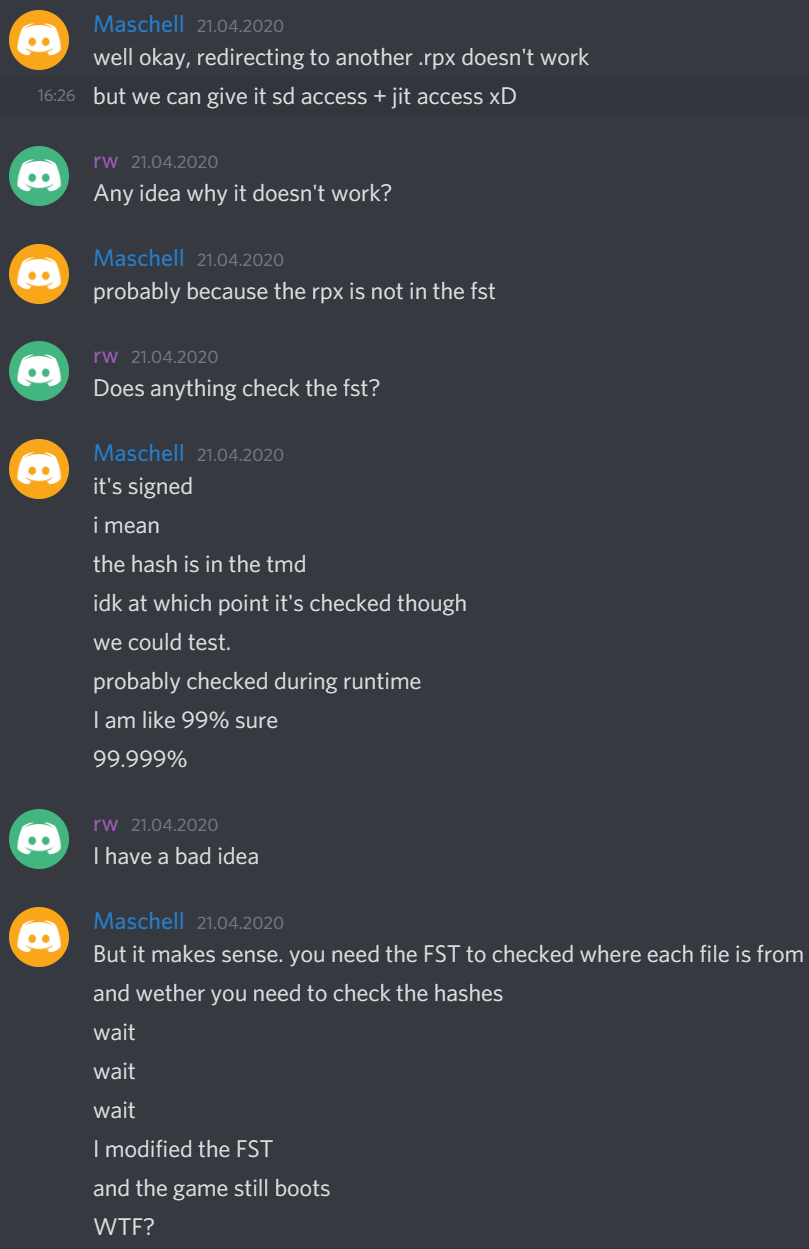 Maschell 21.04.2020
well okay, redirecting to another .rpx doesn't work
16:26 but we can give it sd access + jit access xD
rw 21.04.2020
Any idea why it doesn't work?
Maschell 21.04.2020
probably because the rpx is not in the fst
rw 21.04.2020
Does anything check the fst?
Maschell 21.04.2020
it's signed
i mean
the hash is in the tmd
idk at which point it's checked though
we could test.
probably checked during runtime
I am like 99% sure
99.999%
rw 21.04.2020
I have a bad idea
Maschell 21.04.2020
But it makes sense. you need the FST to checked where each file is from
and wether you need to check the hashes
wait
wait
wait
I modified the FST
and the game still boots
WTF?